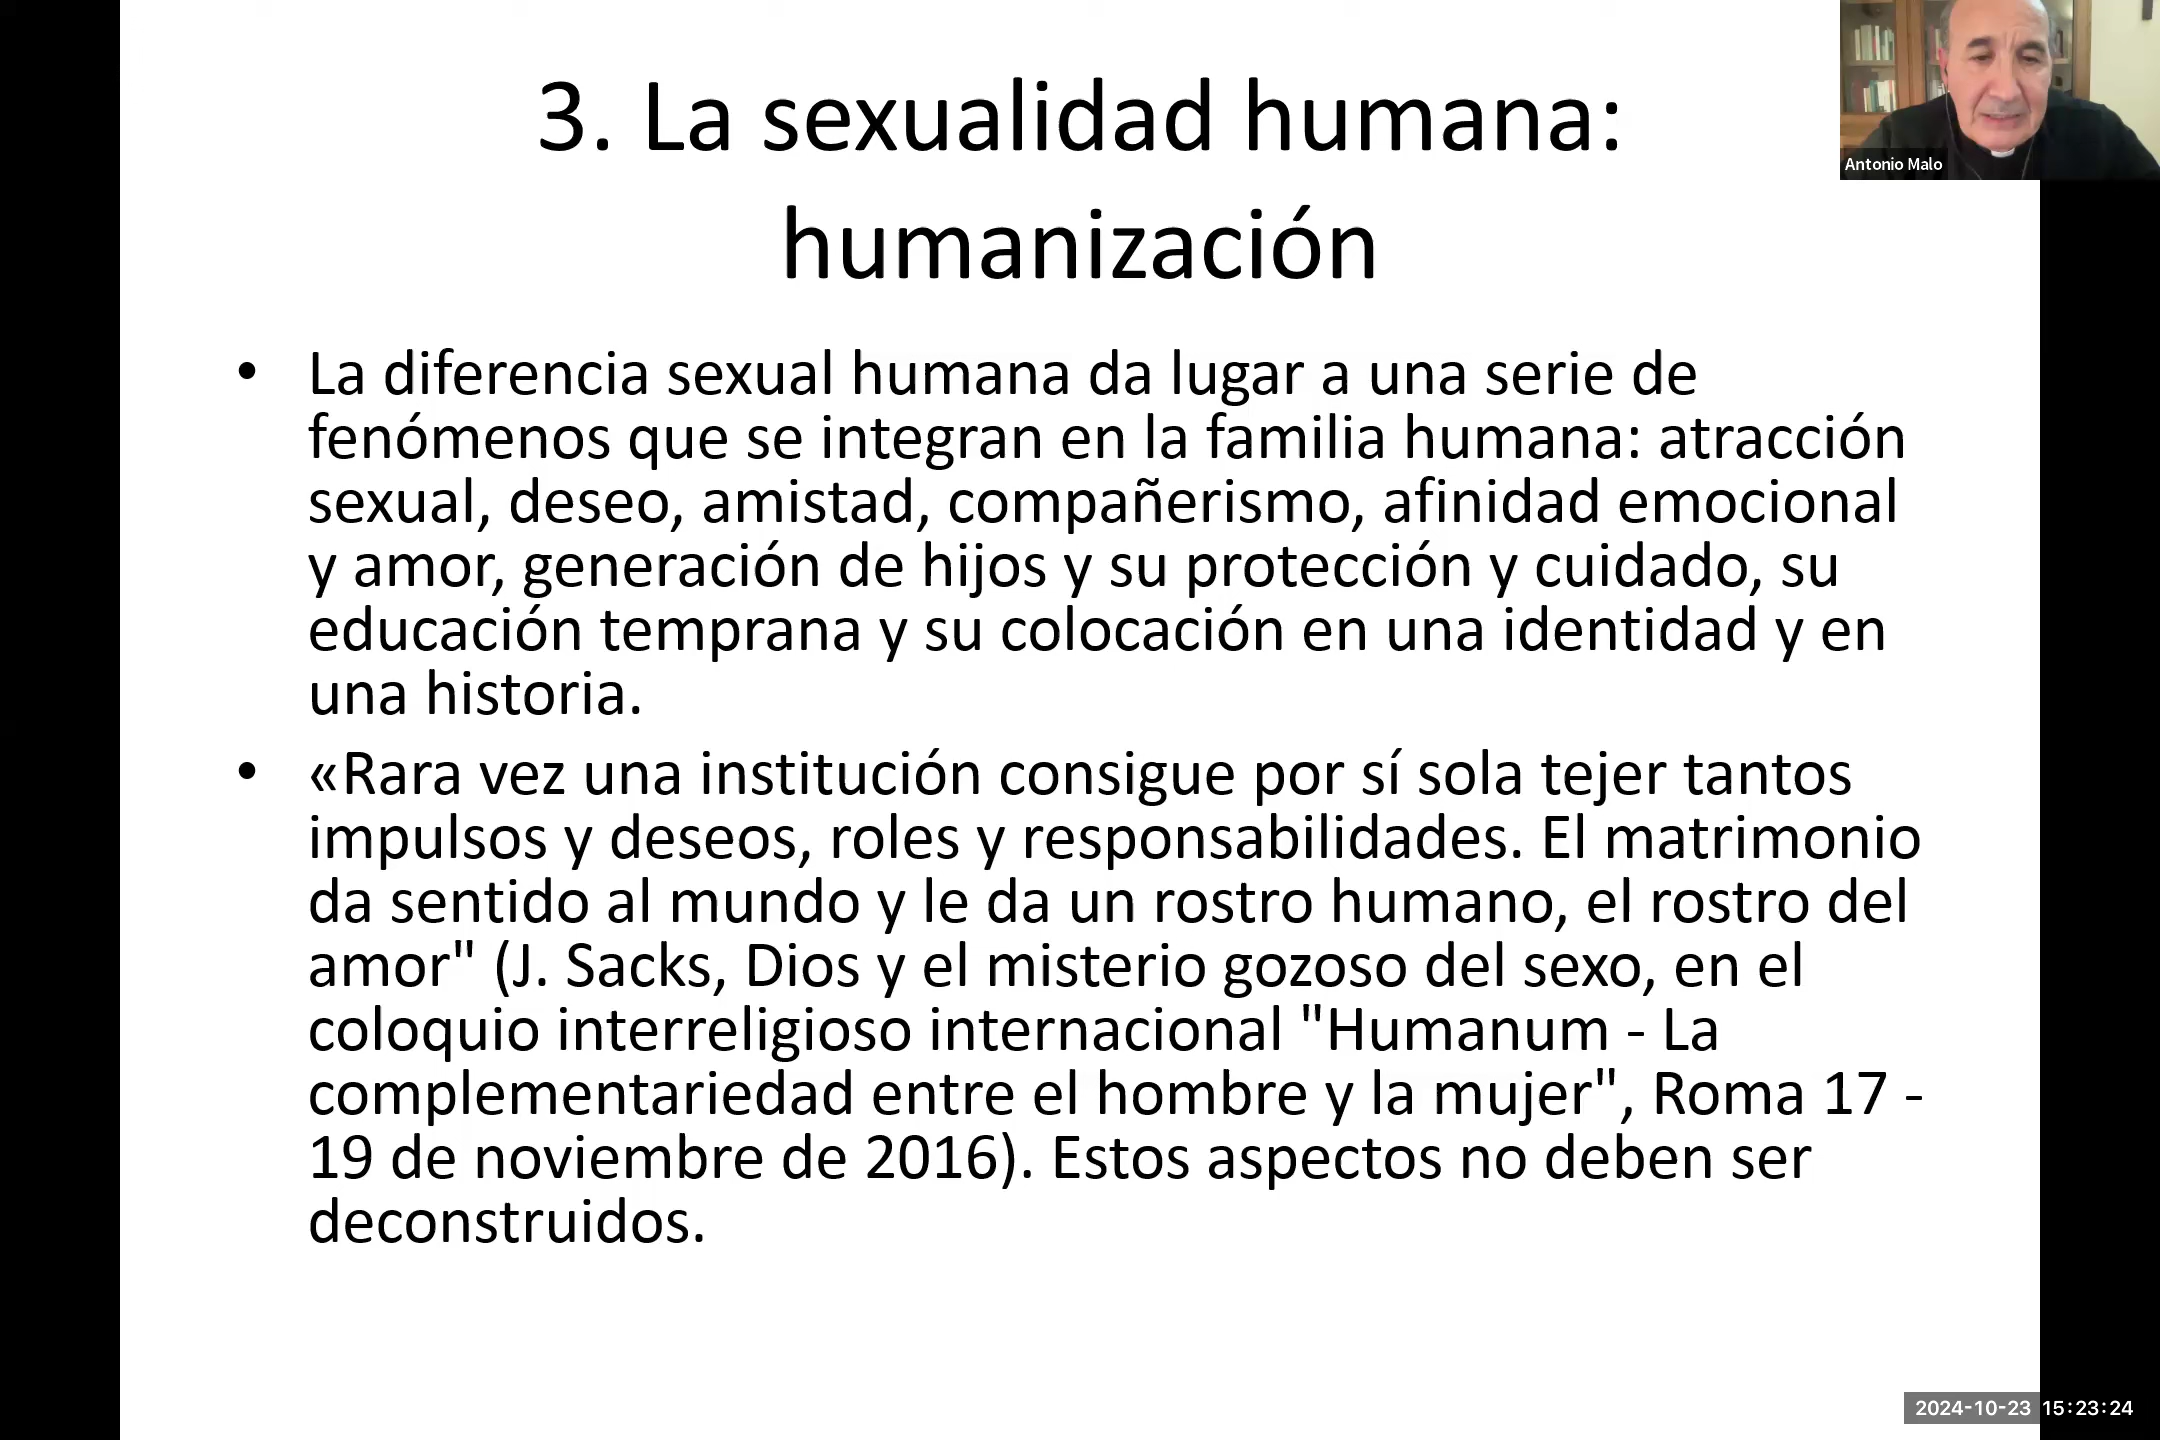 3. La sexualidad humana:
humanización
Antonio Malo
• La diferencia sexual humana da lugar a una serie de
fenómenos que se integran en la familia humana: atracción
sexual, deseo, amistad, compañerismo, afinidad emocional
y amor, generación de hijos y su protección y cuidado, su
educación temprana y su colocación en una identidad y en
una historia.
• «Rara vez una institución consigue por sí sola tejer tantos
impulsos y deseos, roles y responsabilidades. El matrimonio
da sentido al mundo y le da un rostro humano, el rostro del
amor" (J. Sacks, Dios y el misterio gozoso del sexo, en el
coloquio interreligioso internacional "Humanum - La
complementariedad entre el hombre y la mujer", Roma 17 -
19 de noviembre de 2016). Estos aspectos no deben ser
deconstruidos.
2024-10-23 15:23:24